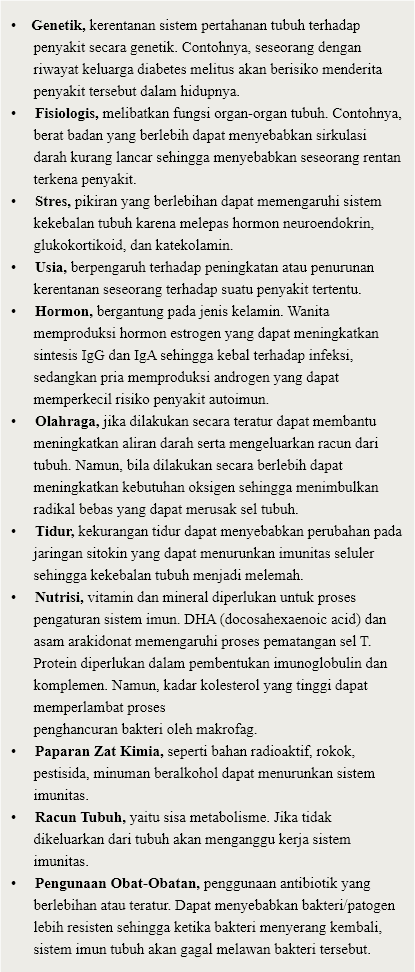 • Genetik, kerentanan sistem pertahanan tubuh terhadap
penyakit secara genetik. Contohnya, seseorang dengan
riwayat keluarga diabetes melitus akan berisiko menderita
penyakit tersebut dalam hidupnya.
• Fisiologis, melibatkan fungsi organ-organ tubuh. Contohnya,
berat badan yang berlebih dapat menyebabkan sirkulasi
darah kurang lancar sehingga menyebabkan seseorang rentan
terkena penyakit.
• Stres, pikiran yang berlebihan dapat memengaruhi sistem
kekebalan tubuh karena melepas hormon neuroendokrin,
glukokortikoid, dan katekolamin.
• Usia, berpengaruh terhadap peningkatan atau penurunan
kerentanan seseorang terhadap suatu penyakit tertentu.
• Hormon, bergantung pada jenis kelamin. Wanita
memproduksi hormon estrogen yang dapat meningkatkan
sintesis IgG dan IgA sehingga kebal terhadap infeksi,
sedangkan pria memproduksi androgen yang dapat
memperkecil risiko penyakit autoimun.
• Olahraga, jika dilakukan secara teratur dapat membantu
meningkatkan aliran darah serta mengeluarkan racun dari
tubuh. Namun, bila dilakukan secara berlebih dapat
meningkatkan kebutuhan oksigen sehingga menimbulkan
radikal bebas yang dapat merusak sel tubuh.
• Tidur, kekurangan tidur dapat menyebabkan perubahan pada
jaringan sitokin yang dapat menurunkan imunitas seluler
sehingga kekebalan tubuh menjadi melemah.
• Nutrisi, vitamin dan mineral diperlukan untuk proses
pengaturan sistem imun. DHA (docosahexaenoic acid) dan
asam arakidonat memengaruhi proses pematangan sel T.
Protein diperlukan dalam pembentukan imunoglobulin dan
komplemen. Namun, kadar kolesterol yang tinggi dapat
memperlambat proses
penghancuran bakteri oleh makrofag.
• Paparan Zat Kimia, seperti bahan radioaktif, rokok,
pestisida, minuman beralkohol dapat menurunkan sistem
imunitas.
• Racun Tubuh, yaitu sisa metabolisme. Jika tidak
dikeluarkan dari tubuh akan menganggu kerja sistem
imunitas.
• Pengunaan Obat-Obatan, penggunaan antibiotik yang
berlebihan atau teratur. Dapat menyebabkan bakteri/patogen
lebih resisten sehingga ketika bakteri menyerang kembali,
sistem imun tubuh akan gagal melawan bakteri tersebut.